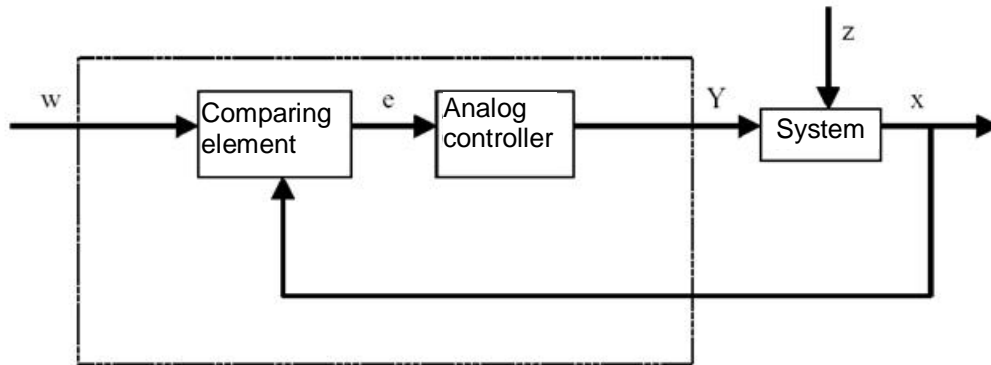 z
w
e
Y
x
Comparing
element
Analog
controller
System